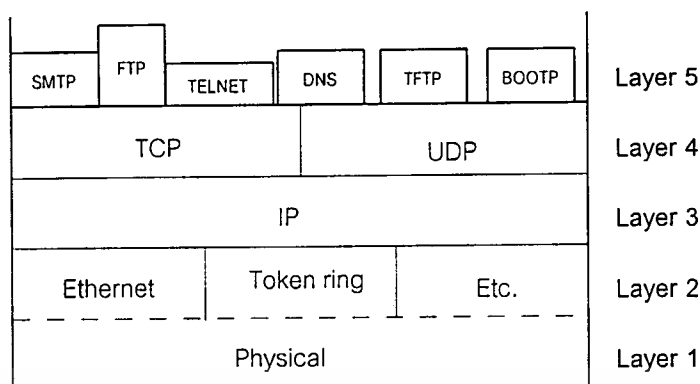 SMTP FTP TELNET DNS TFTP BOOTP Layer 5
TCP UDP Layer 4
IP Layer 3
Ethernet Token ring Etc. Layer 2
Physical Layer 1